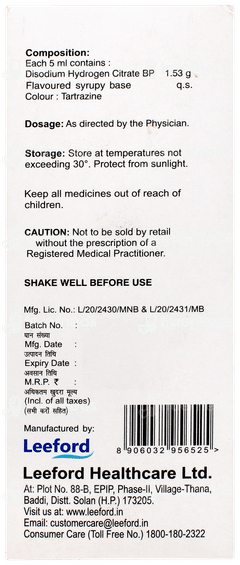 Composition:
Each 5 ml contains :
Disodium Hydrogen Citrate BP 1.53 g
Flavoured syrupy base q.s.
Colour : Tartrazine
Dosage: As directed by the Physician.
Storage: Store at temperatures not
exceeding 30°. Protect from sunlight.
Keep all medicines out of reach of
children.
CAUTION: Not to be sold by retail
without the prescription of a
Registered Medical Practitioner.
SHAKE WELL BEFORE USE
Mfg. Lic. No.: L/20/2430/MNB & L/20/2431/MB
Batch No. :
घान संख्या
Mfg. Date :
उत्पादन तिथि
Expiry Date :
अवसान तिथि
M.R.P. ₹ :
अधिकतम खुदरा मूल्य
(Incl. of all taxes)
(सभी करों सहित)
Manufactured by:
Leeford
8 906032 956525 >
Leeford Healthcare Ltd.
At: Plot No. 88-B, EPIP, Phase-II, Village-Thana,
Baddi, Distt. Solan (H.P.) 173205.
Visit us at: www.leeford.in
Email: customercare@leeford.in
Consumer Care (Toll Free No.) 1800-180-2322